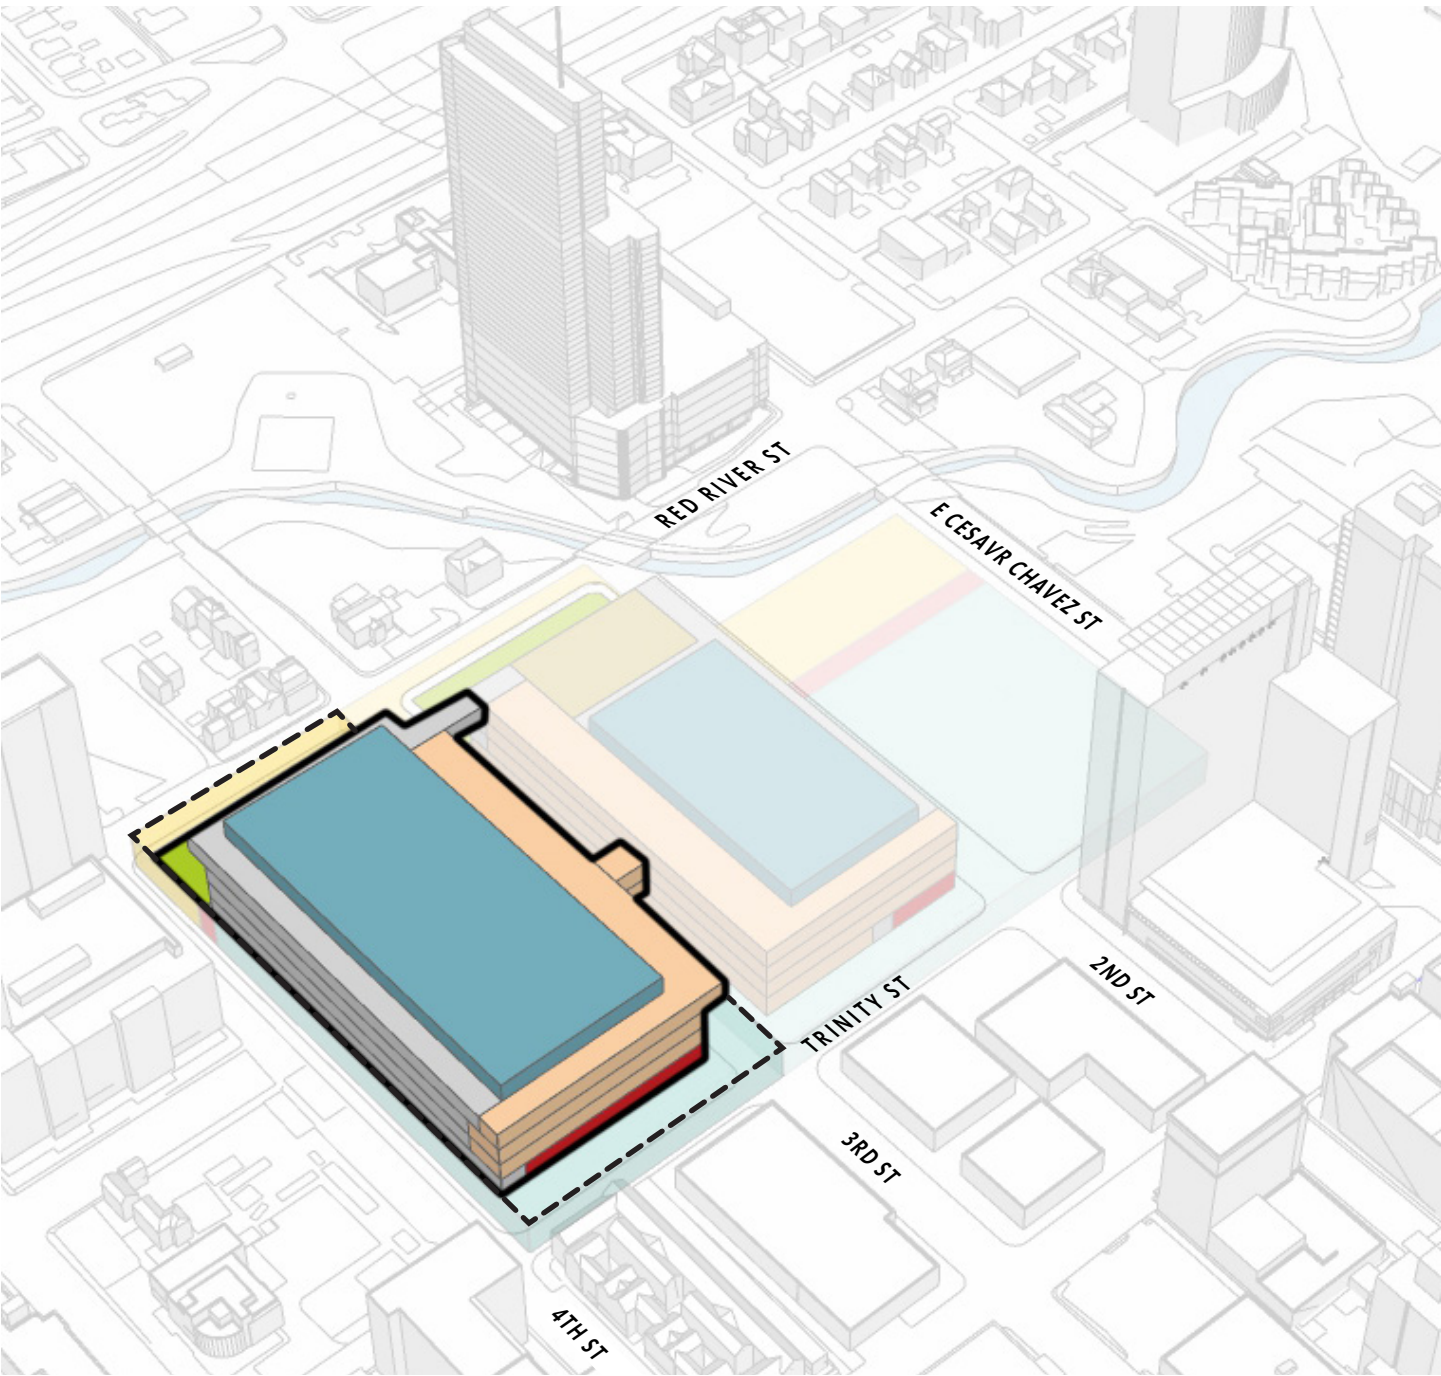 RED RIVER ST
E CESAVR CHAVEZ ST
2ND ST
TRINITY ST
3RD ST
4TH ST